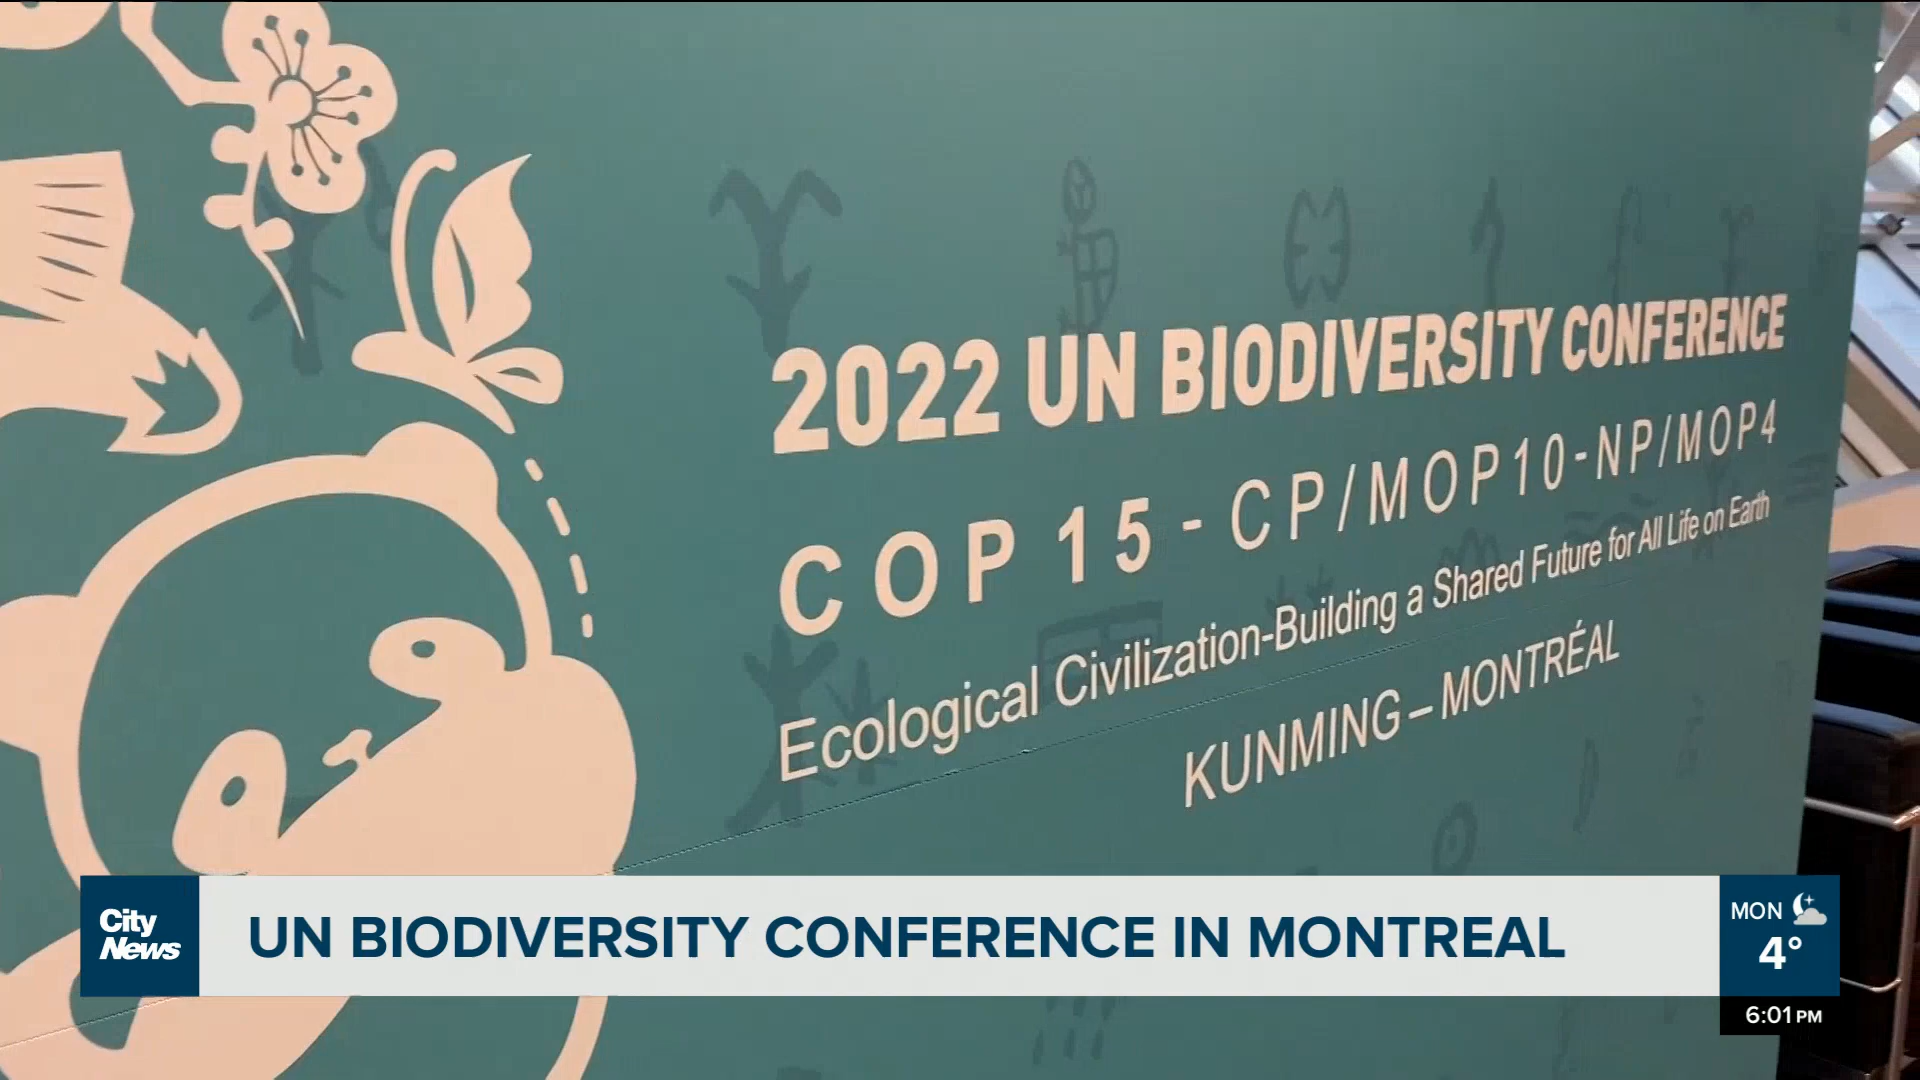 2022 UN BIODIVERSITY CONFERENCE
COP 15 - CP/MOP10-NP/MOP4
Ecological Civilization-Building a Shared Future for All Life on Earth
KUNMING – MONTRÉAL
City
News
UN BIODIVERSITY CONFERENCE IN MONTREAL
MON
4°
6:01 PM